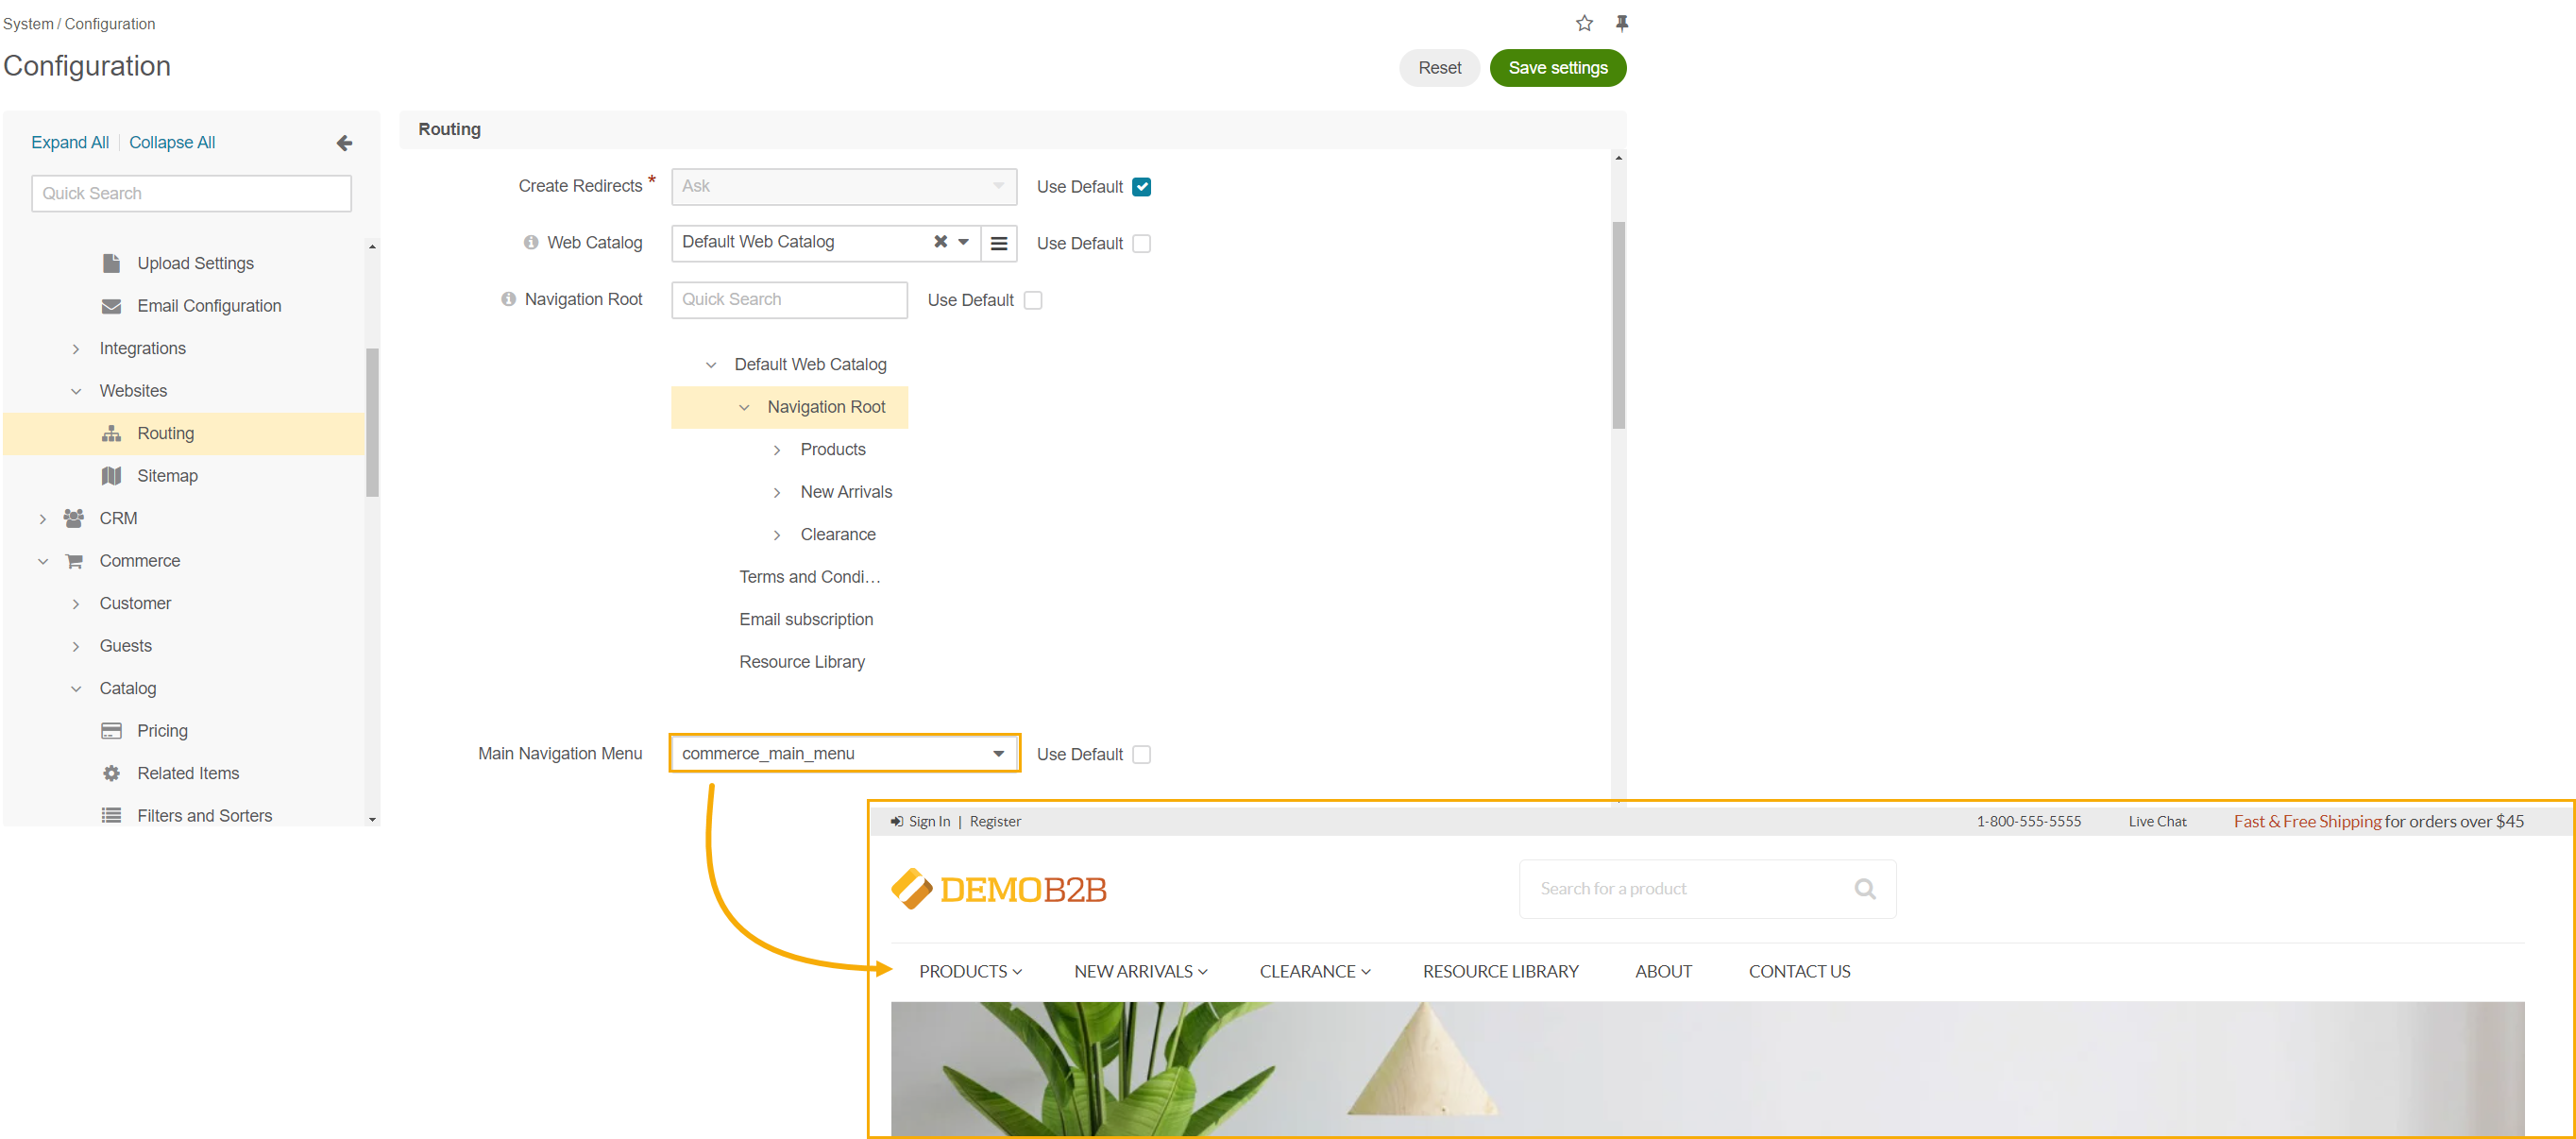 System / Configuration
Configuration
Reset
Save settings
Expand All | Collapse All
Quick Search
Upload Settings
Email Configuration
Integrations
Websites
Routing
Sitemap
CRM
Commerce
Customer
Guests
Catalog
Pricing
Related Items
Filters and Sorters
Routing
Create Redirects * Ask Use Default
Web Catalog Default Web Catalog Use Default
Navigation Root Quick Search Use Default
Default Web Catalog
Navigation Root
Products
New Arrivals
Clearance
Terms and Condi…
Email subscription
Resource Library
Main Navigation Menu commerce_main_menu Use Default
Sign In | Register 1-800-555-5555 Live Chat Fast & Free Shipping for orders over $45
DEMOB2B Search for a product
PRODUCTS NEW ARRIVALS CLEARANCE RESOURCE LIBRARY ABOUT CONTACT US